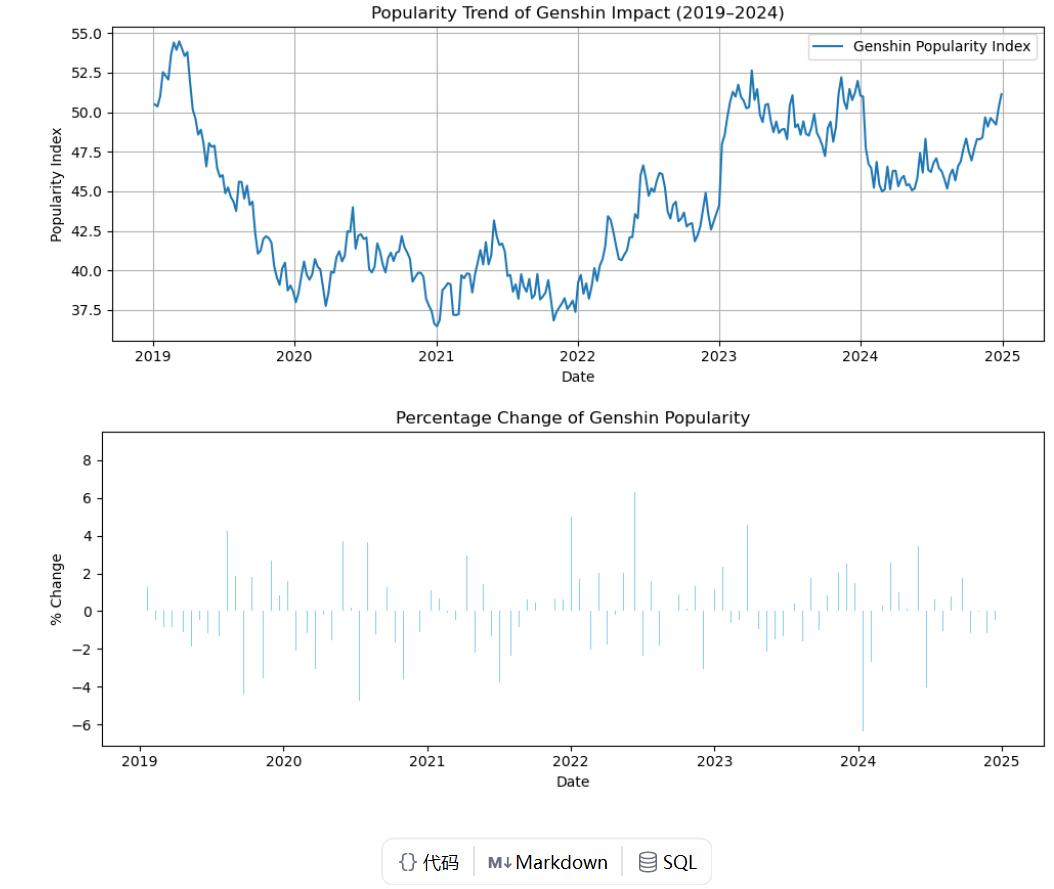 Popularity Trend of Genshin Impact (2019–2024)
Popularity Index
55.0
52.5
50.0
47.5
45.0
42.5
40.0
37.5
Genshin Popularity Index
2019 2020 2021 2022 2023 2024 2025
Date
Percentage Change of Genshin Popularity
% Change
8
6
4
2
0
−2
−4
−6
2019 2020 2021 2022 2023 2024 2025
Date
{} 代码 M↓ Markdown SQL